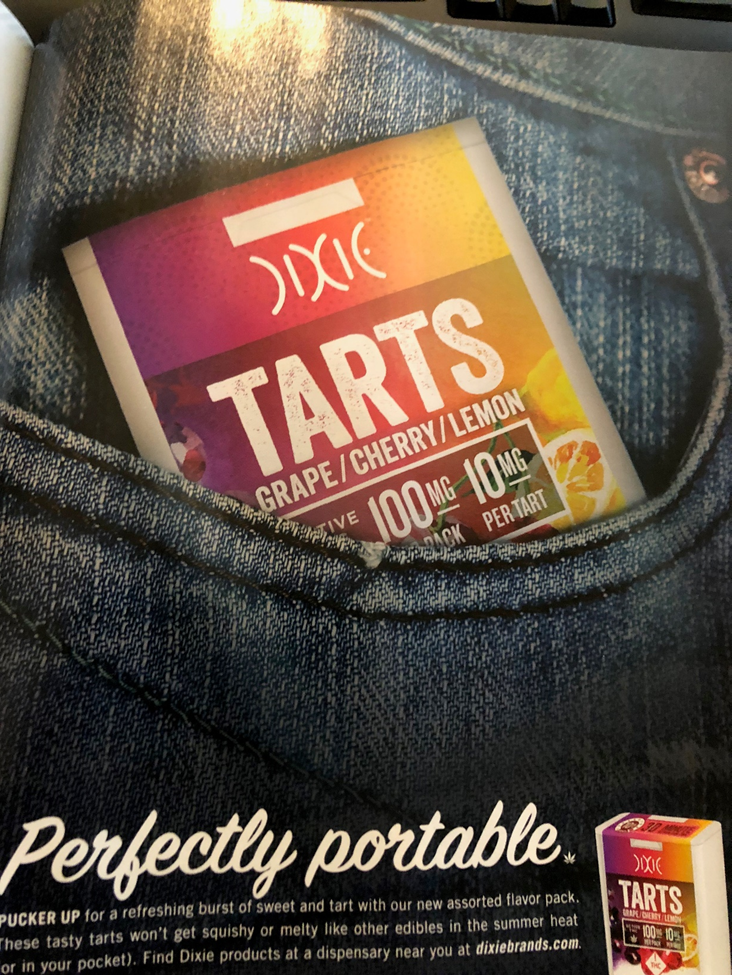 DIXIE
TARTS
GRAPE/CHERRY/LEMON
100MG 10MG
PER TART
Perfectly portable.
PUCKER UP for a refreshing burst of sweet and tart with our new assorted flavor pack.
These tasty tarts won't get squishy or melty like other edibles in the summer heat
(or in your pocket). Find Dixie products at a dispensary near you at dixiebrands.com.
DIXIE
TARTS
GRAPE/CHERRY/LEMON
100MG 10MG